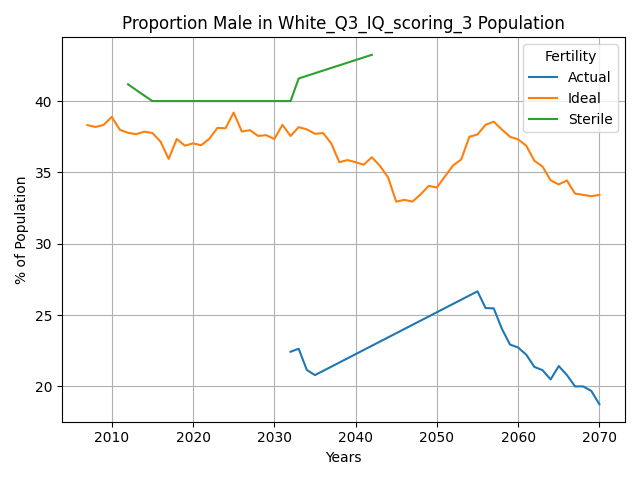 Proportion Male in White_Q3_IQ_scoring_3 Population
Fertility
Actual
Ideal
Sterile
% of Population
40
35
30
25
20
2010 2020 2030 2040 2050 2060 2070
Years